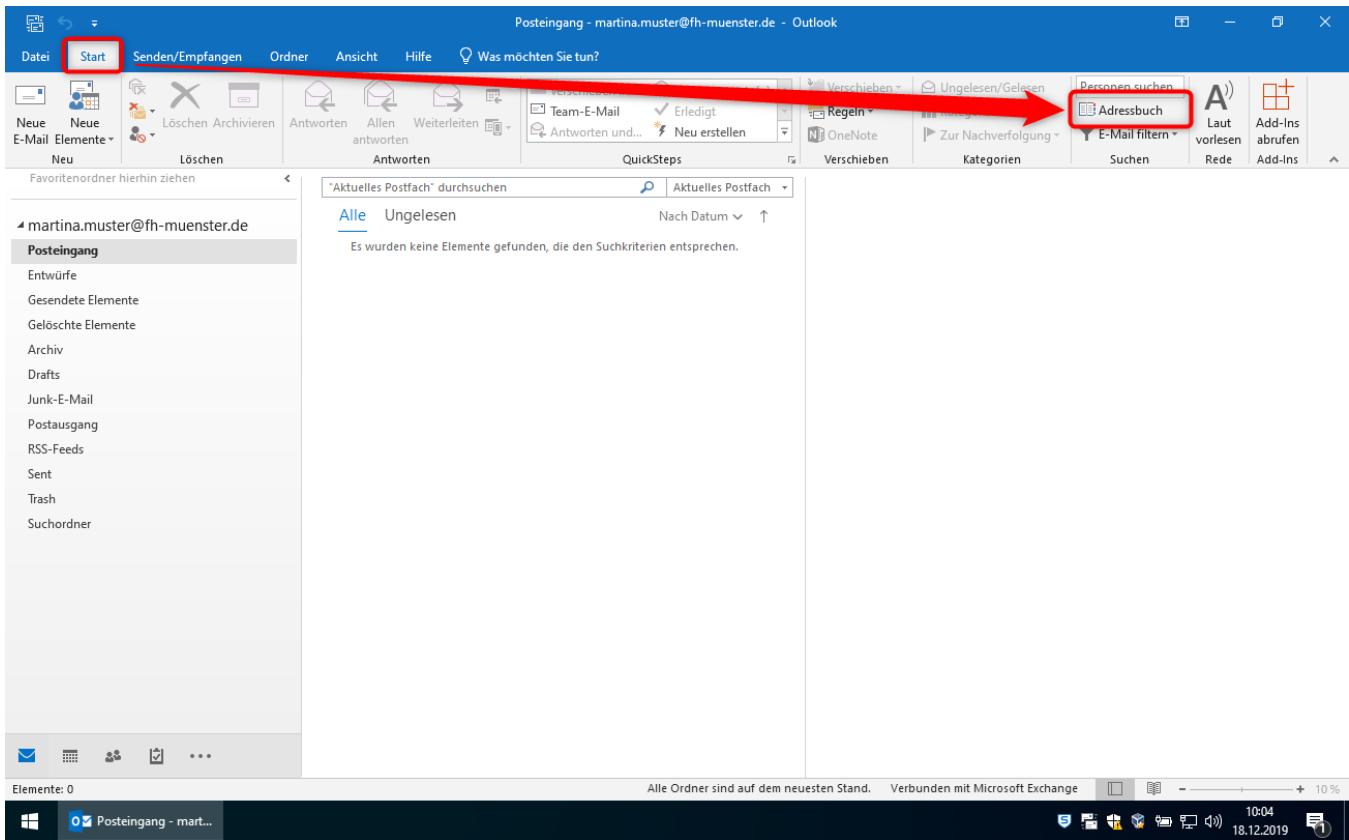 Posteingang - martina.muster@fh-muenster.de - Outlook
Datei Start Senden/Empfangen Ordner Ansicht Hilfe Was möchten Sie tun?
Neue E-Mail
Neue Elemente
Löschen Archivieren
Antworten
Allen antworten
Weiterleiten
Team-E-Mail
Antworten und...
Erledigt
Neu erstellen
Verschieben
Regeln
OneNote
Ungelesen/Gelesen
Zur Nachverfolgung
Personen suchen
Adressbuch
E-Mail filtern
Laut vorlesen
Add-Ins abrufen
Neu Löschen Antworten QuickSteps Verschieben Kategorien Suchen Rede Add-Ins
Favoritenordner hierhin ziehen
martina.muster@fh-muenster.de
Posteingang
Entwürfe
Gesendete Elemente
Gelöschte Elemente
Archiv
Drafts
Junk-E-Mail
Postausgang
RSS-Feeds
Sent
Trash
Suchordner
"Aktuelles Postfach" durchsuchen Aktuelles Postfach
Alle Ungelesen Nach Datum
Es wurden keine Elemente gefunden, die den Suchkriterien entsprechen.
Elemente: 0 Alle Ordner sind auf dem neuesten Stand. Verbunden mit Microsoft Exchange 10 %
Posteingang - mart...
10:04
18.12.2019